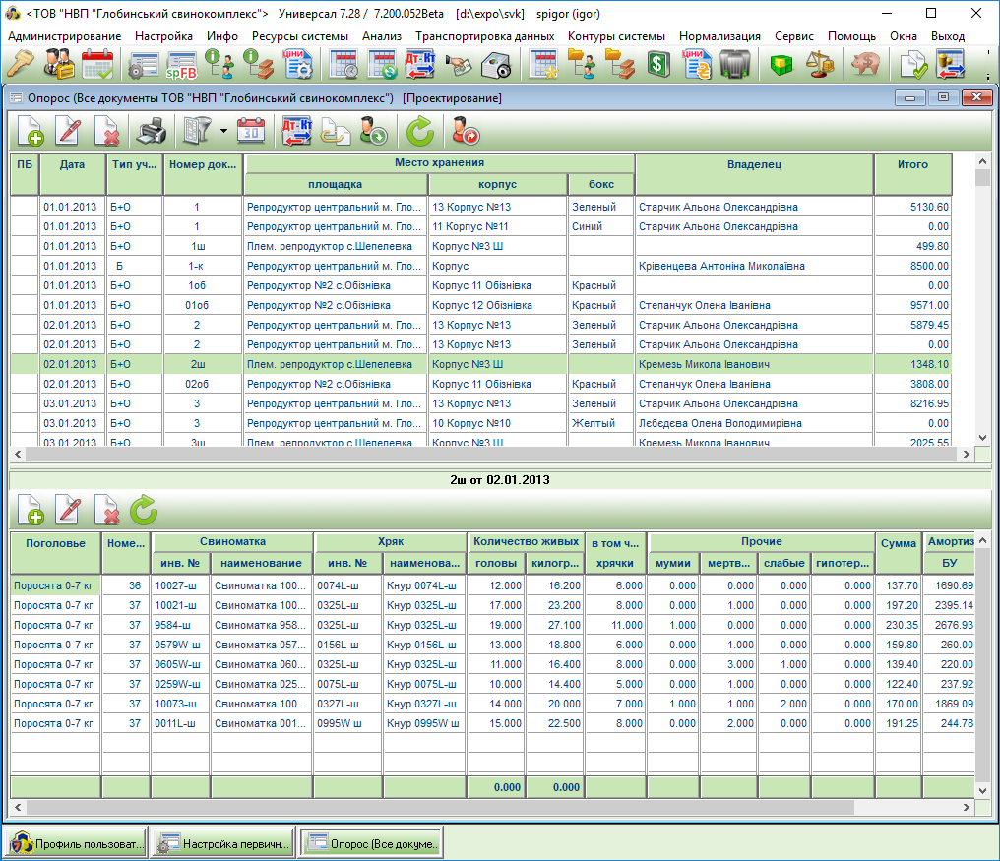 <ТОВ "НВП "Глобинський свинокомплекс"> Универсал 7.28 / 7.200.052Beta [d:\expo\svk] spigor (igor)
Администрирование Настройка Инфо Ресурсы системы Анализ Транспортировка данных Контуры системы Нормализация Сервис Помощь Окна Выход
spFB ЦІНИ Дт-Кт ЦІНИ
Опорос (Все документы ТОВ "НВП "Глобинський свинокомплекс") [Проектирование]
30 Дт-Кт
ПБ Дата Тип уч... Номер док... Место хранения Владелец Итого
площадка корпус бокс
01.01.2013 Б+О 1 Репродуктор центральний м. Гло... 13 Корпус №13 Зеленый Старчик Альона Олександрівна 5130.60
01.01.2013 Б+О 1 Репродуктор центральний м. Гло... 11 Корпус №11 Синий Старчик Альона Олександрівна 0.00
01.01.2013 Б+О 1ш Плем. репродуктор с.Шепелевка Корпус №3 Ш 499.80
01.01.2013 Б 1-к Репродуктор центральний м. Гло... Корпус Крівенцева Антоніна Миколаівна 8500.00
01.01.2013 Б+О 1об Репродуктор №2 с.Обізнівка Корпус 11 Обізнівка Красный 0.00
01.01.2013 Б+О 01об Репродуктор №2 с.Обізнівка Корпус 12 Обізнівка Красный Степанчук Олена Іванівна 9571.00
02.01.2013 Б+О 2 Репродуктор центральний м. Гло... 13 Корпус №13 Зеленый Старчик Альона Олександрівна 5879.45
02.01.2013 Б+О 2 Репродуктор центральний м. Гло... 13 Корпус №13 Зеленый Старчик Альона Олександрівна 0.00
02.01.2013 Б+О 2ш Плем. репродуктор с.Шепелевка Корпус №3 Ш Кремезь Микола Іванович 1348.10
02.01.2013 Б+О 02об Репродуктор №2 с.Обізнівка Корпус 11 Обізнівка Красный Степанчук Олена Іванівна 3808.00
03.01.2013 Б+О 3 Репродуктор центральний м. Гло... 13 Корпус №13 Зеленый Старчик Альона Олександрівна 8216.95
03.01.2013 Б+О 3 Репродуктор центральний м. Гло... 10 Корпус №10 Желтый Лєбєдєва Олена Володимирівна 0.00
03.01.2013 Б+О 3ш Плем. репродуктор с.Шепелевка Корпус №3 Ш Кремезь Микола Іванович 2025.55
2ш от 02.01.2013
Поголовье Номе... Свиноматка Хряк Количество живых в том ч... Прочие Сумма Амортиз
инв. № наименование инв. № наименова... головы килогр... хрячки мумии мертв... слабые гипотер... БУ
Поросята 0-7 кг 36 10027-ш Свиноматка 100... 0074L-ш Кнур 0074L-ш 12.000 16.200 6.000 0.000 0.000 0.000 0.000 137.70 1690.69
Поросята 0-7 кг 37 10021-ш Свиноматка 100... 0325L-ш Кнур 0325L-ш 17.000 23.200 8.000 0.000 1.000 0.000 0.000 197.20 2395.14
Поросята 0-7 кг 37 9584-ш Свиноматка 958... 0325L-ш Кнур 0325L-ш 19.000 27.100 11.000 1.000 0.000 0.000 0.000 230.35 2676.93
Поросята 0-7 кг 37 0579W-ш Свиноматка 057... 0156L-ш Кнур 0156L-ш 13.000 18.800 6.000 0.000 1.000 0.000 0.000 159.80 260.00
Поросята 0-7 кг 37 0605W-ш Свиноматка 060... 0325L-ш Кнур 0325L-ш 11.000 16.400 8.000 0.000 3.000 1.000 0.000 139.40 220.00
Поросята 0-7 кг 37 0259W-ш Свиноматка 025... 0075L-ш Кнур 0075L-ш 10.000 14.400 5.000 0.000 1.000 0.000 0.000 122.40 237.92
Поросята 0-7 кг 37 10073-ш Свиноматка 100... 0327L-ш Кнур 0327L-ш 14.000 20.000 7.000 1.000 1.000 2.000 0.000 170.00 1869.09
Поросята 0-7 кг 37 0011L-ш Свиноматка 001... 0995W ш Кнур 0995W ш 15.000 22.500 8.000 0.000 2.000 0.000 0.000 191.25 244.78
0.000 0.000
Профиль пользоват... Настройка первичн... Опорос (Все докуме...